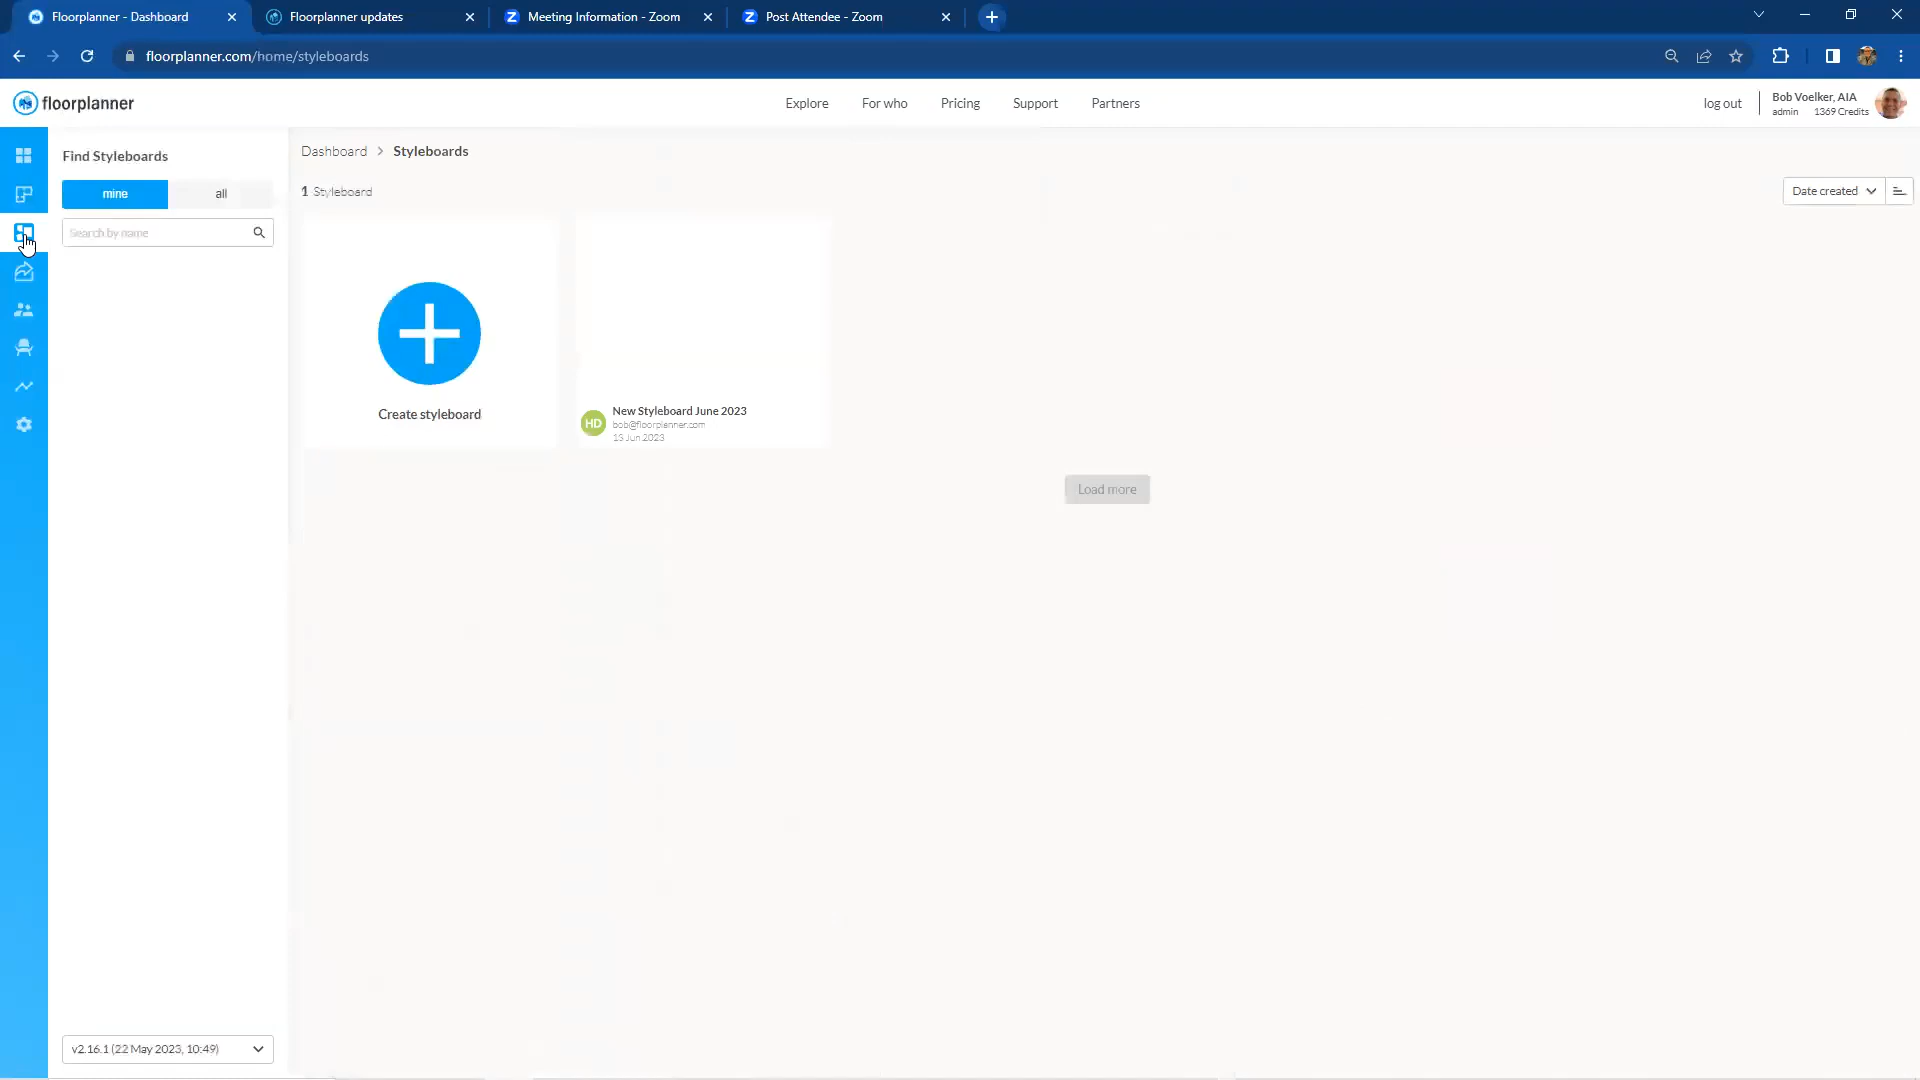 Floorplanner - Dashboard
Floorplanner updates
Meeting Information - Zoom
Post Attendee - Zoom
floorplanner.com/home/styleboards
floorplanner
Explore
For who
Pricing
Support
Partners
log out
Bob Voelker, AIA
admin 1369 Credits
Find Styleboards
mine
all
Search by name
Dashboard > Styleboards
1 Styleboard
Date created
Create styleboard
HD
New Styleboard June 2023
bob@floorplanner.com
13 Jun 2023
Load more
v2.16.1 (22 May 2023, 10:49)